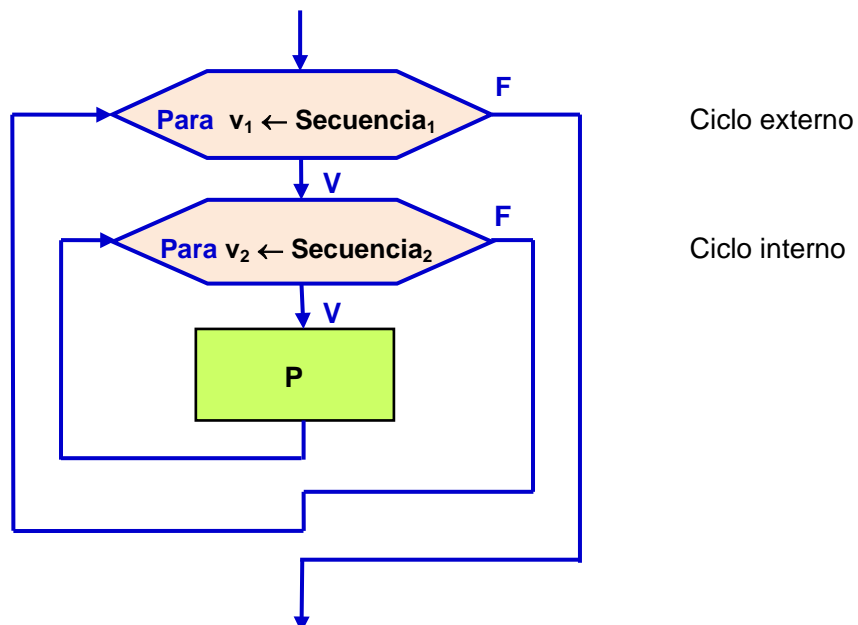 F
Para v₁ ← Secuencia₁ Ciclo externo
V
F
Para v₂ ← Secuencia₂ Ciclo interno
V
P